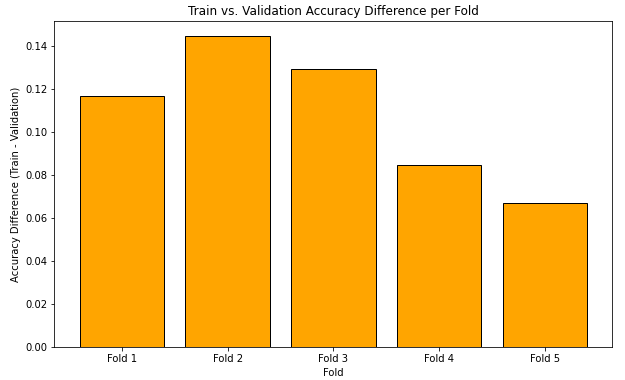 Train vs. Validation Accuracy Difference per Fold
Accuracy Difference (Train - Validation)
0.14
0.12
0.10
0.08
0.06
0.04
0.02
0.00
Fold 1 Fold 2 Fold 3 Fold 4 Fold 5
Fold